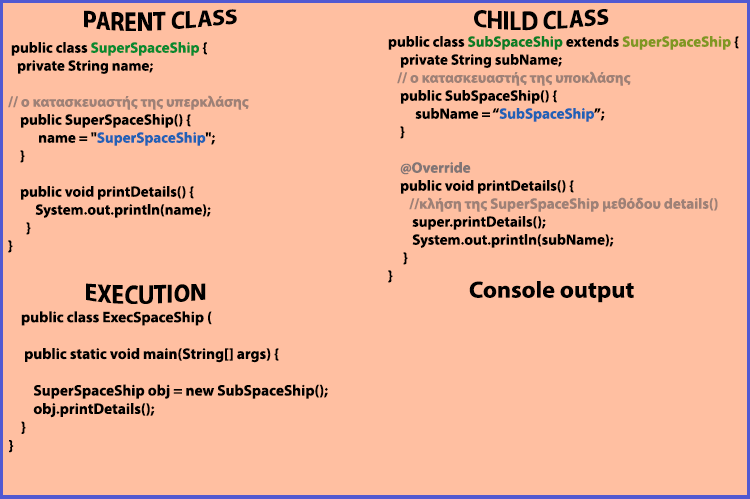 PARENT CLASS
public class SuperSpaceShip {
private String name;
// ο κατασκευαστής της υπερκλάσης
public SuperSpaceShip() {
name = "SuperSpaceShip";
}
public void printDetails() {
System.out.println(name);
}
}
CHILD CLASS
public class SubSpaceShip extends SuperSpaceShip {
private String subName;
// ο κατασκευαστής της υποκλάσης
public SubSpaceShip() {
subName = “SubSpaceShip”;
}
@Override
public void printDetails() {
//κλήση της SuperSpaceShip μεθόδου details()
super.printDetails();
System.out.println(subName);
}
}
EXECUTION
public class ExecSpaceShip (
public static void main(String[] args) {
SuperSpaceShip obj = new SubSpaceShip();
obj.printDetails();
}
}
Console output